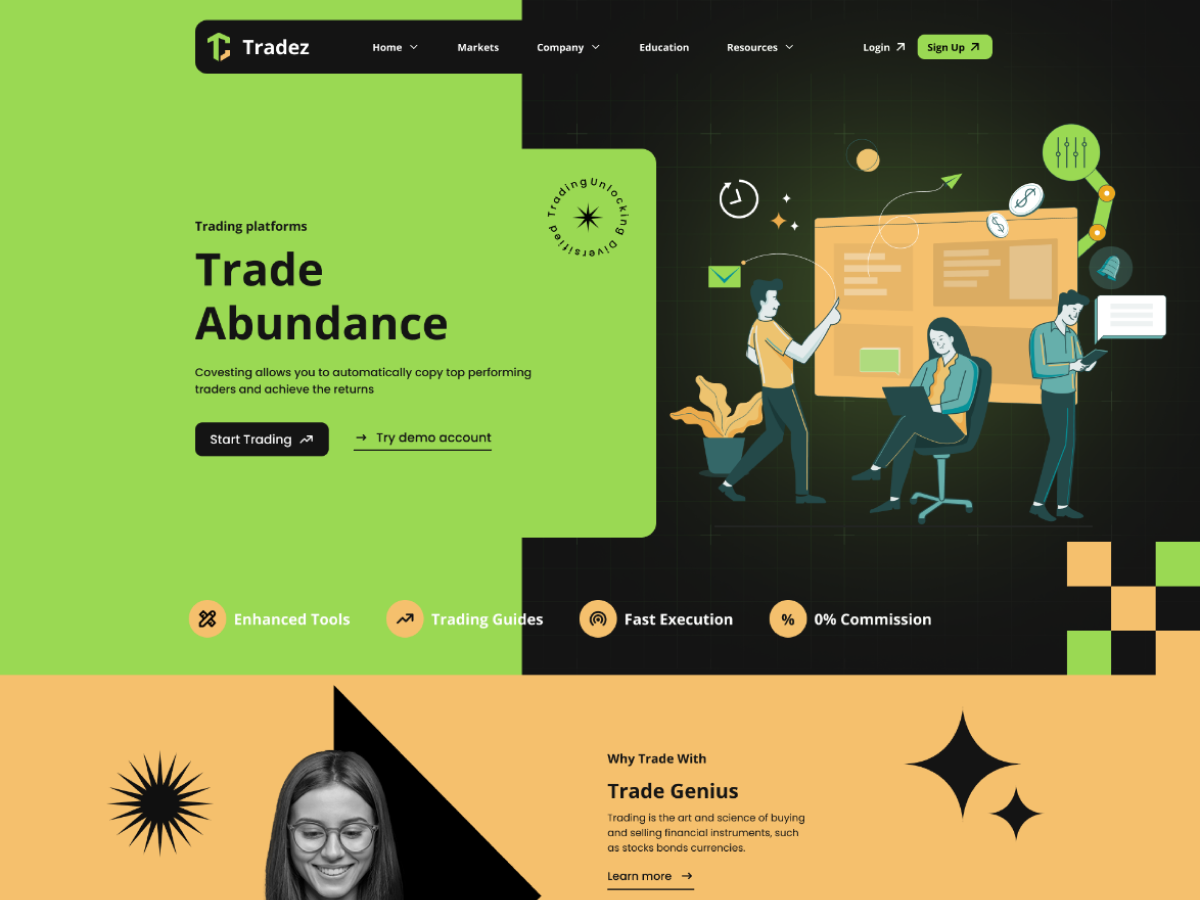 Tradez
Home
Markets
Company
Education
Resources
Login
Sign Up
Trading Unlocking Diversified
Trading platforms
Trade
Abundance
Covesting allows you to automatically copy top performing
traders and achieve the returns
Start Trading
→ Try demo account
Enhanced Tools
Trading Guides
Fast Execution
% 0% Commission
Why Trade With
Trade Genius
Trading is the art and science of buying
and selling financial instruments, such
as stocks bonds currencies.
Learn more →